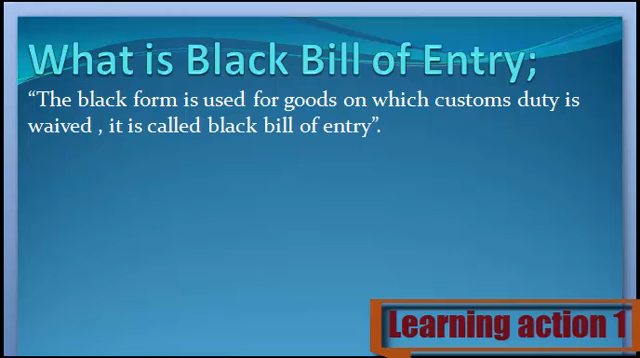 What is Black Bill of Entry;
“The black form is used for goods on which customs duty is
waived , it is called black bill of entry”.
Learning action 1